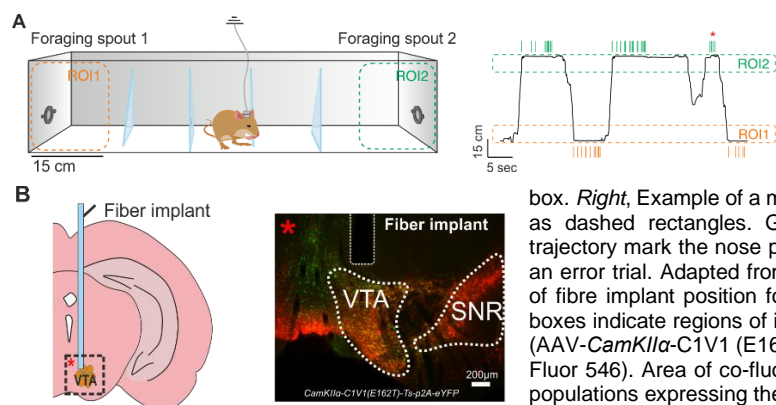 A
Foraging spout 1
Foraging spout 2
ROI1
ROI2
15 cm
*
ROI2
ROI1
15 cm
5 sec
B
Fiber implant
*
VTA
*
Fiber implant
VTA
SNR
200µm
CamKIIα-C1V1(E162T)-Ts-p2A-eYFP
box. Right, Example of a m
as dashed rectangles. G
trajectory mark the nose p
an error trial. Adapted from
of fibre implant position fo
boxes indicate regions of i
(AAV-CamKIIα-C1V1 (E16
Fluor 546). Area of co-flu
populations expressing the